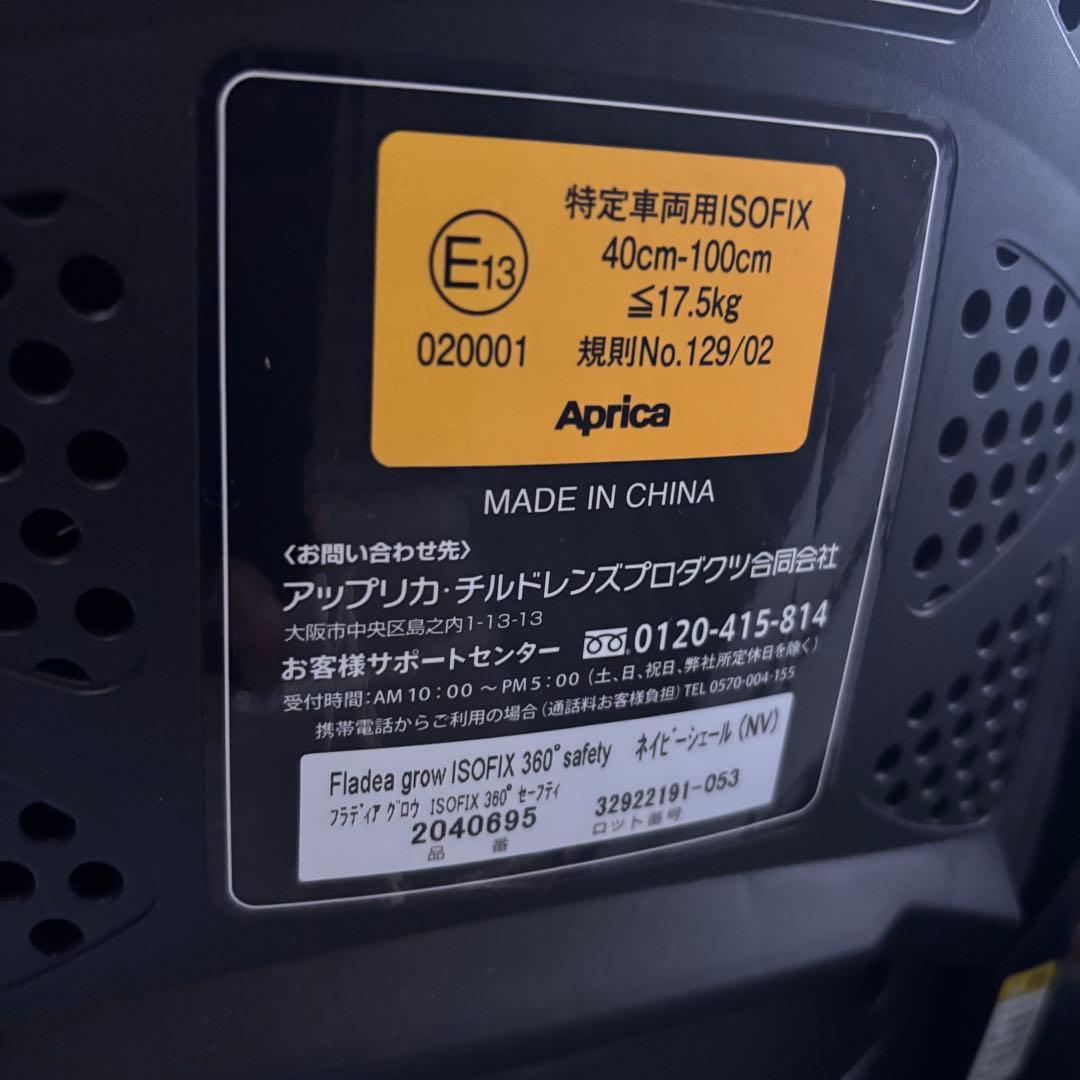 E13
020001
特定車両用ISOFIX
40cm-100cm
≦17.5kg
規則No.129/02
Aprica
MADE IN CHINA
〈お問い合わせ先〉
アップリカ・チルドレンズプロダクツ合同会社
大阪市中央区島之内1-13-13
お客様サポートセンター 0120-415-814
受付時間：AM 10：00 ～ PM 5：00（土、日、祝日、弊社所定休日を除く）
携帯電話からご利用の場合（通話料お客様負担）TEL 0570-004-155
Fladea grow ISOFIX 360°safety ネイビーシェール(NV)
フラディア グロウ ISOFIX 360° セーフティ
2040695 32922191-053
品番 ロット番号